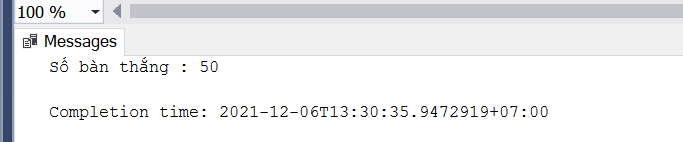 100 %
Messages
Số bàn thắng : 50
Completion time: 2021-12-06T13:30:35.9472919+07:00